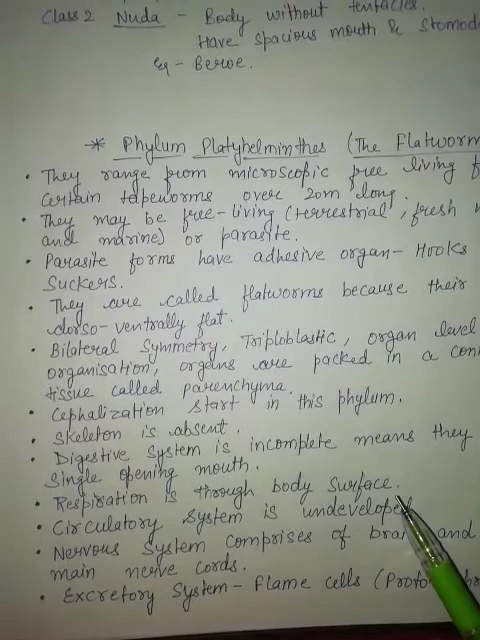 Class 2 Nuda - Body without tentacles.
Have spacious mouth &
Eg - Beroe.
* Phylum Platyhelminthes (The
• They range from microscopic free living
certain tapeworms over 20m long.
• They may be free-living (terrestrial, fresh
and marine) or parasite.
• Parasite forms have adhesive organ - Hooks
Suckers.
• They are called flatworms because their
dorso-ventrally flat.
• Bilateral Symmetry, Triploblastic, organ level
organisation, organs are packed in a
tissue called parenchyma.
• Cephalization start in this phylum.
• Skeleton is absent.
• Digestive System is incomplete means they
single opening mouth.
• Respiration is through body surface.
• Circulatory System is undeveloped
• Nervous System comprises of and
main nerve cords.
• Excretory System - Flame cells